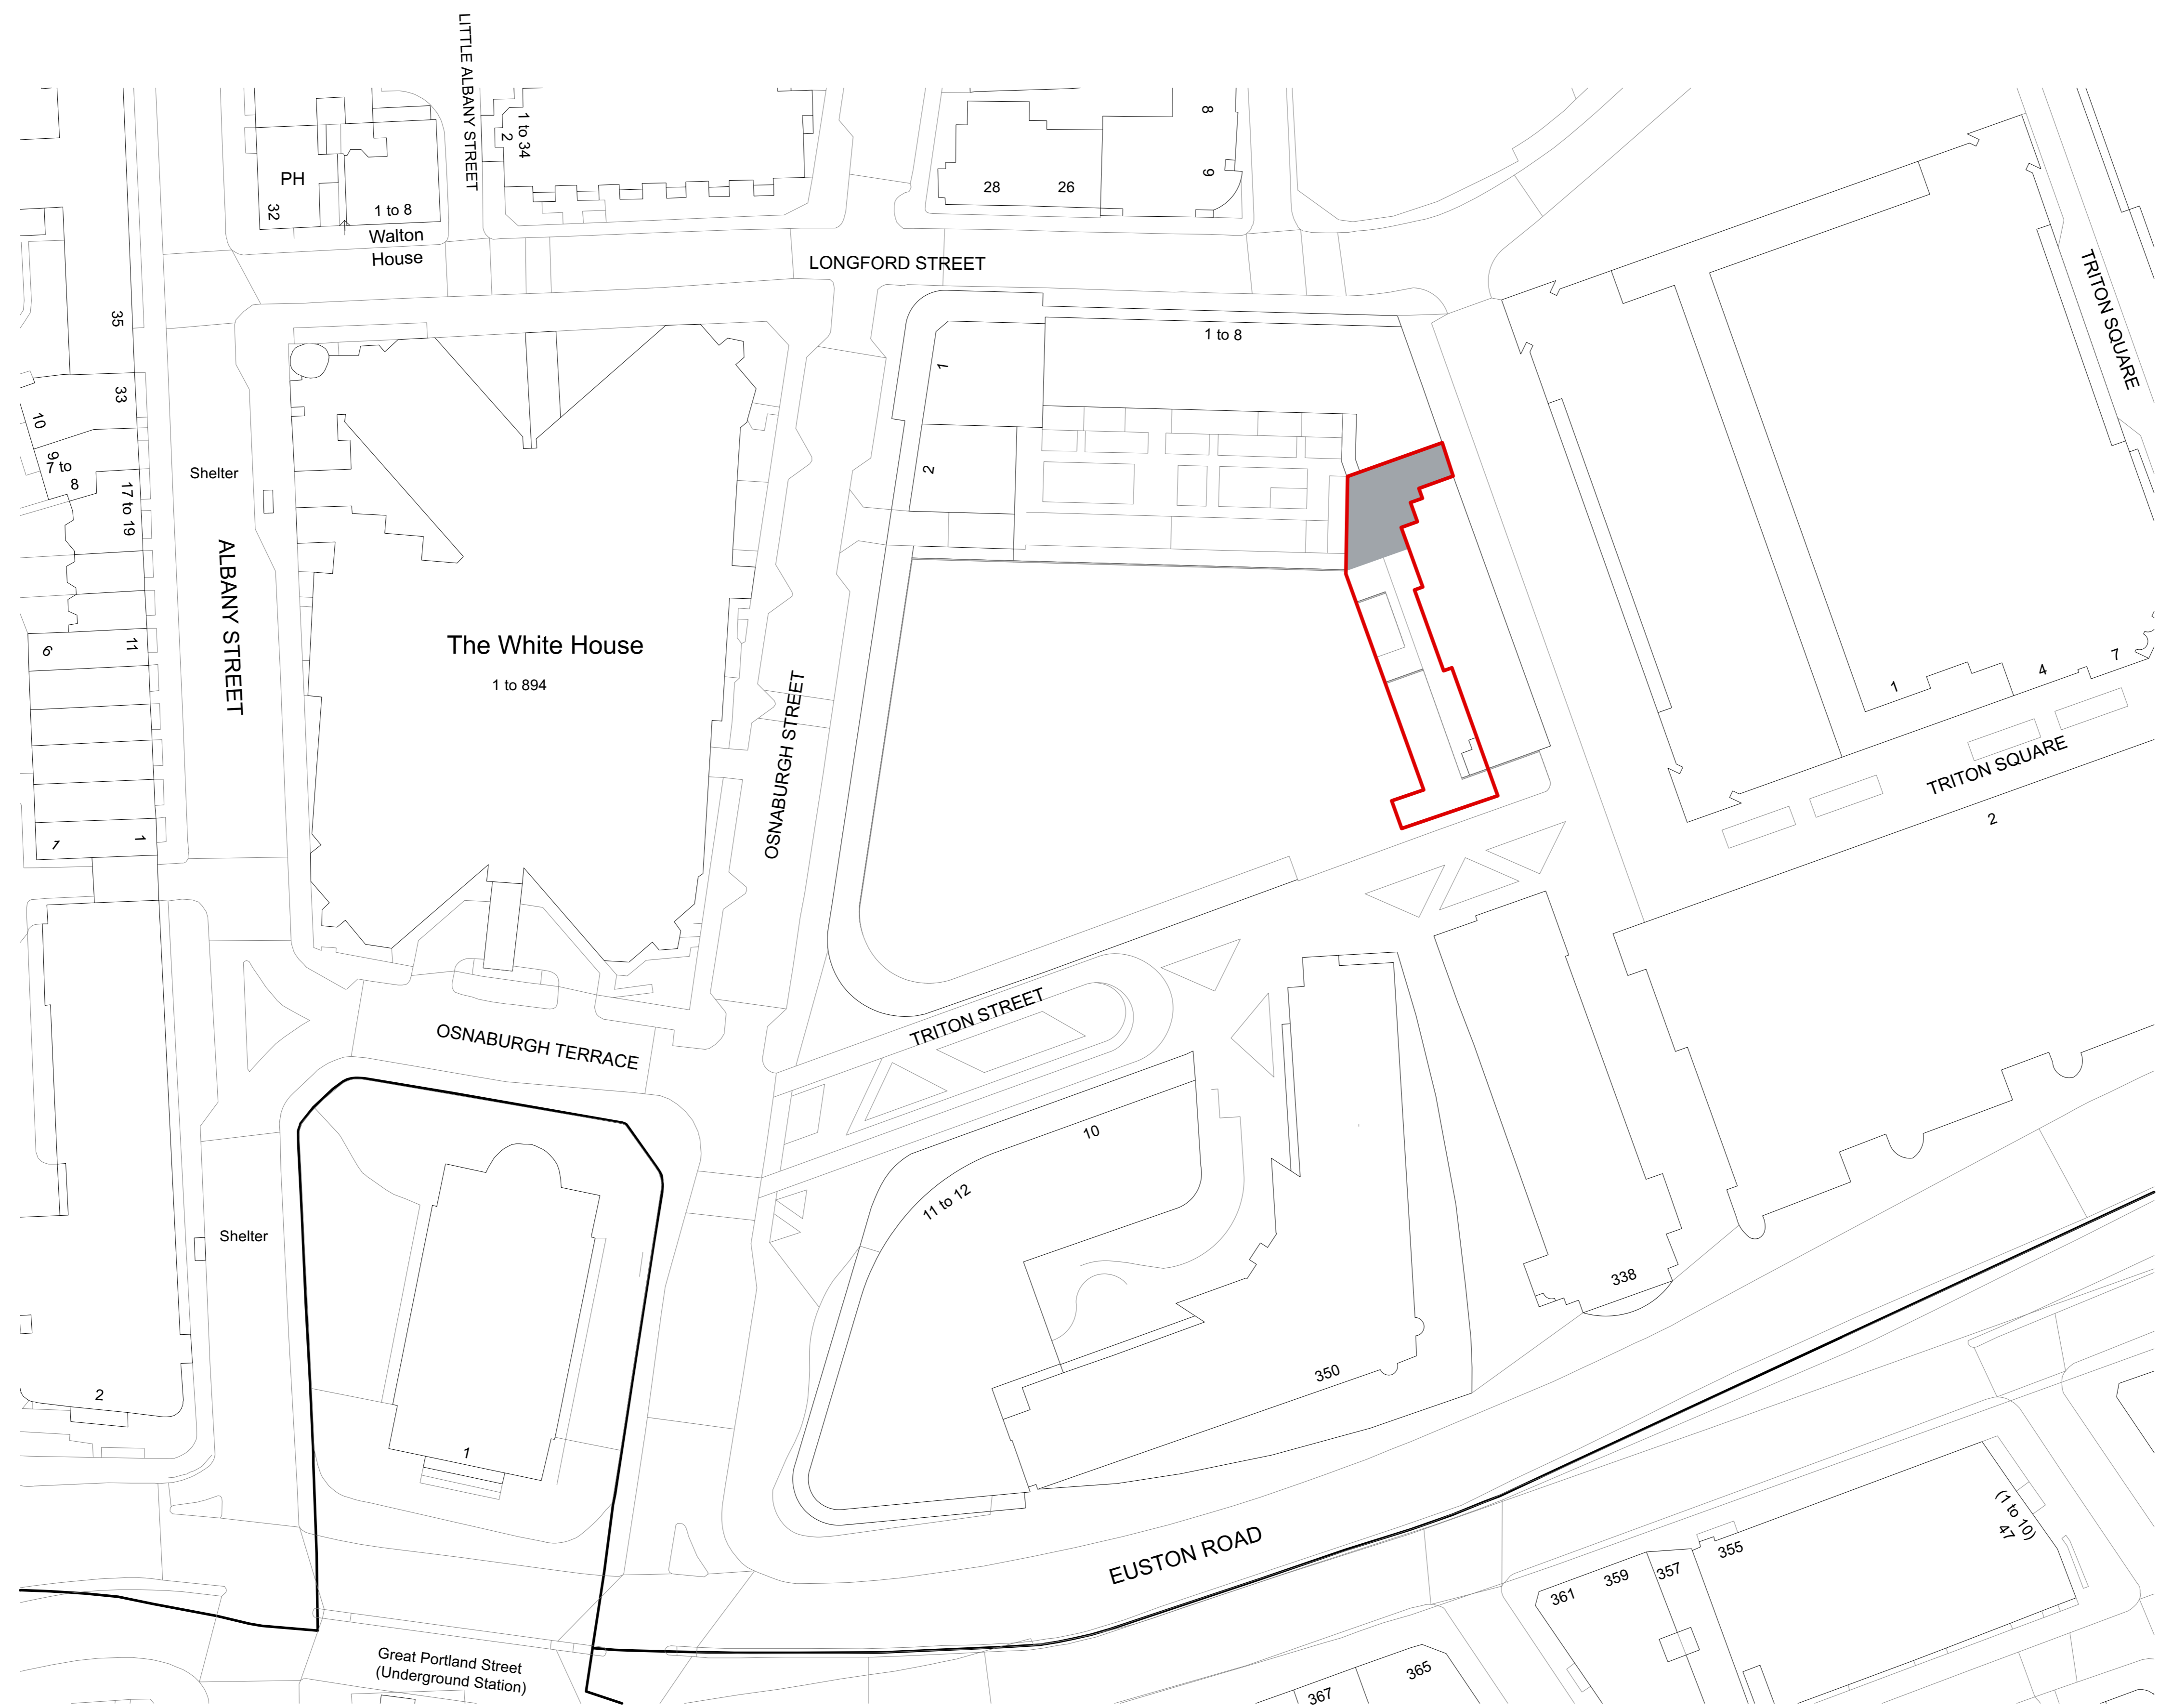 LITTLE ALBANY STREET
1 to 34
2
8
9
PH
32
1 to 8
Walton
House
28
26
LONGFORD STREET
TRITON SQUARE
35
1 to 8
33
1
10
9
7 to
8
17 to 19
Shelter
2
ALBANY STREET
The White House
1 to 894
6
11
OSNABURGH STREET
1
4
7
TRITON SQUARE
2
7
1
TRITON STREET
OSNABURGH TERRACE
10
11 to 12
Shelter
338
350
2
1
EUSTON ROAD
(1 to 10)
47
355
357
359
361
Great Portland Street
(Underground Station)
365
367